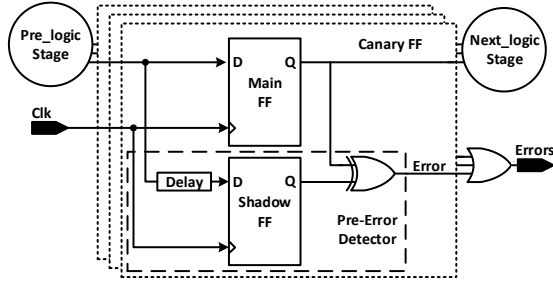 Pre_logic
Stage
Canary FF
Next_logic
Stage
D
Q
Main
FF
Clk
Errors
Error
Delay
D
Q
Shadow
FF
Pre-Error
Detector